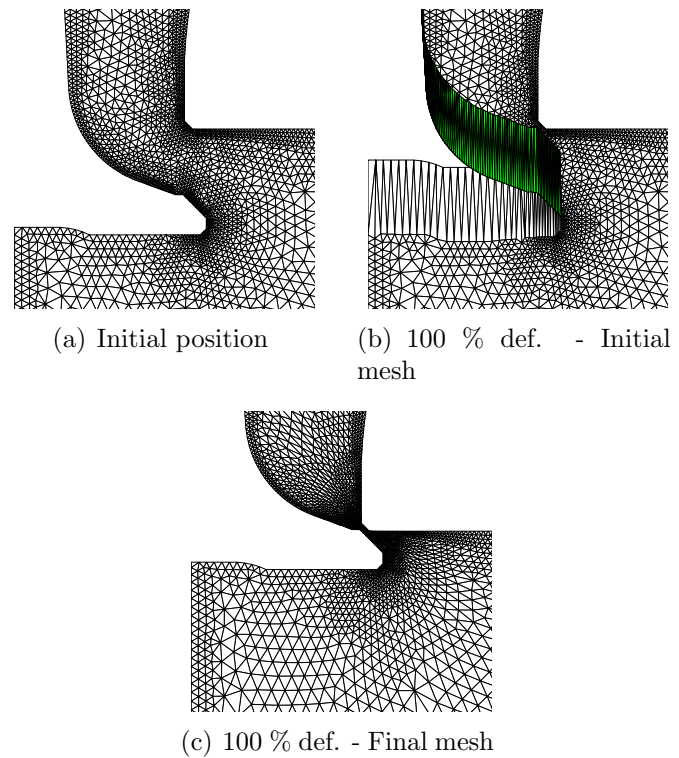 (a) Initial position
(b) 100 % def. - Initial
mesh
(c) 100 % def. - Final mesh